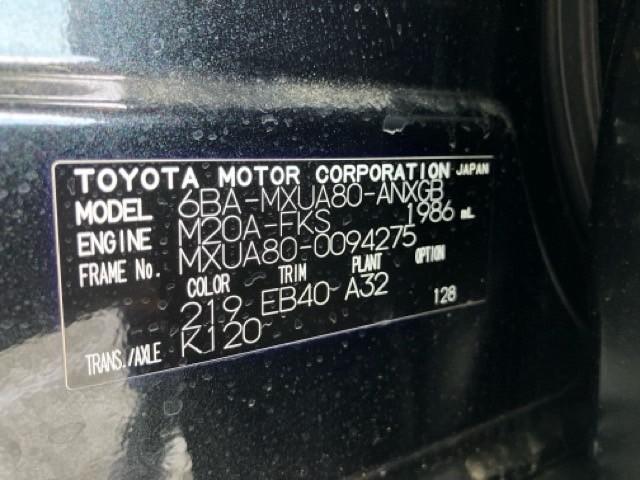 TOYOTA MOTOR CORPORATION JAPAN
MODEL 6BA-MXUA80-ANXGB
ENGINE M20A-FKS 1986 mL
FRAME No. MXUA80-0094275
COLOR TRIM PLANT OPTION
219 EB40 A32 128
TRANS./AXLE K120